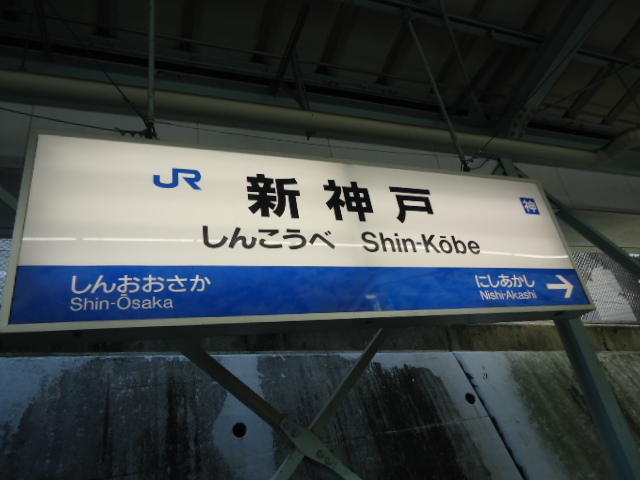 JR 新神戸 神
しんこうべ Shin-Kōbe
しんおおさか にしあかし →
Shin-Ōsaka Nishi-Akashi